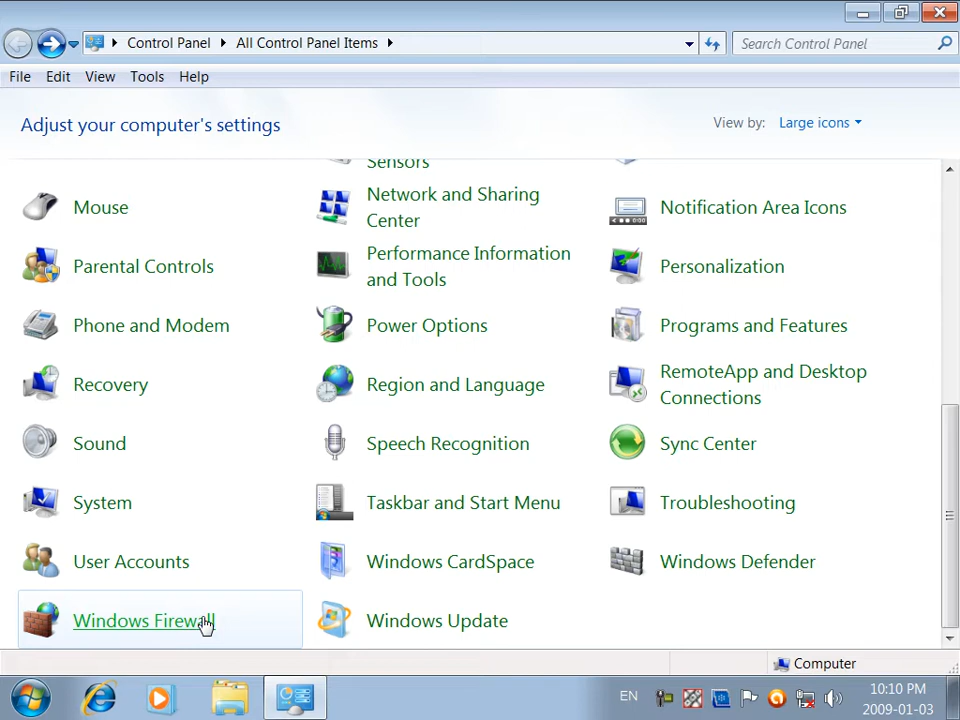 Control Panel
All Control Panel Items
Search Control Panel
File Edit View Tools Help
Adjust your computer's settings
View by: Large icons
Sensors
Mouse
Network and Sharing
Center
Notification Area Icons
Parental Controls
Performance Information
and Tools
Personalization
Phone and Modem
Power Options
Programs and Features
Recovery
Region and Language
RemoteApp and Desktop
Connections
Sound
Speech Recognition
Sync Center
System
Taskbar and Start Menu
Troubleshooting
User Accounts
Windows CardSpace
Windows Defender
Windows Firewall
Windows Update
Computer
EN
10:10 PM
2009-01-03